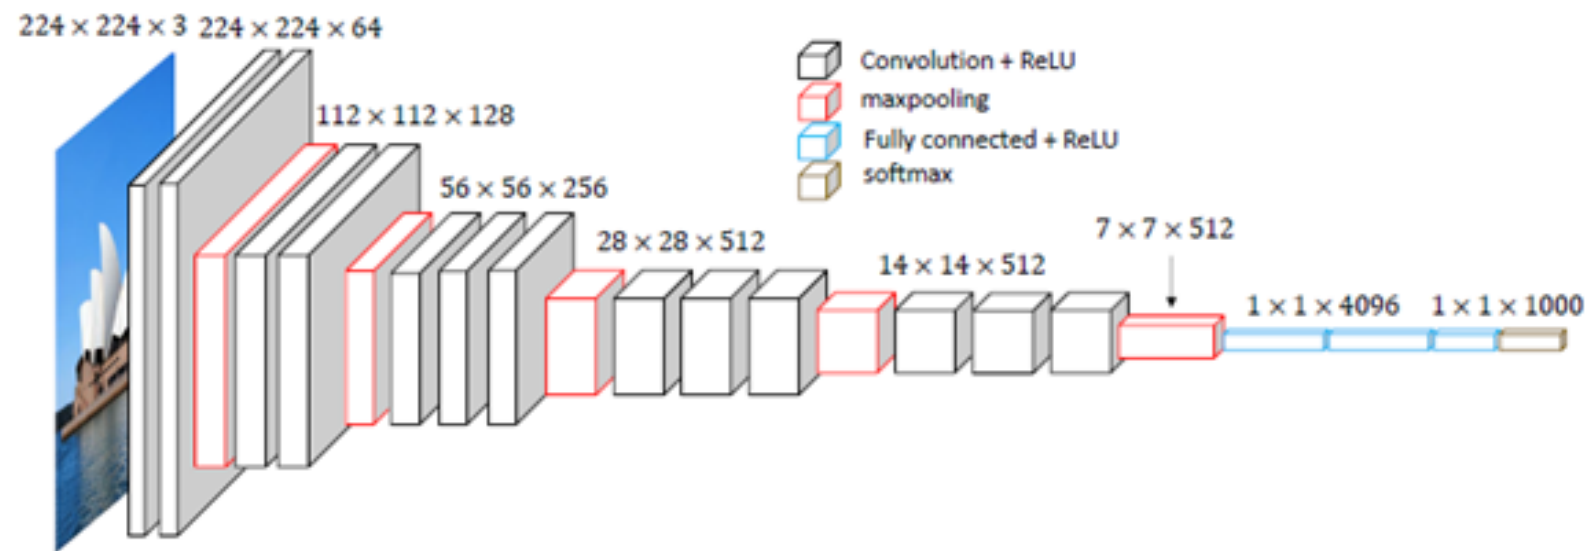 224 × 224 × 3
224 × 224 × 64
112 × 112 × 128
56 × 56 × 256
28 × 28 × 512
14 × 14 × 512
7 × 7 × 512
1 × 1 × 4096
1 × 1 × 1000
Convolution + ReLU
maxpooling
Fully connected + ReLU
softmax